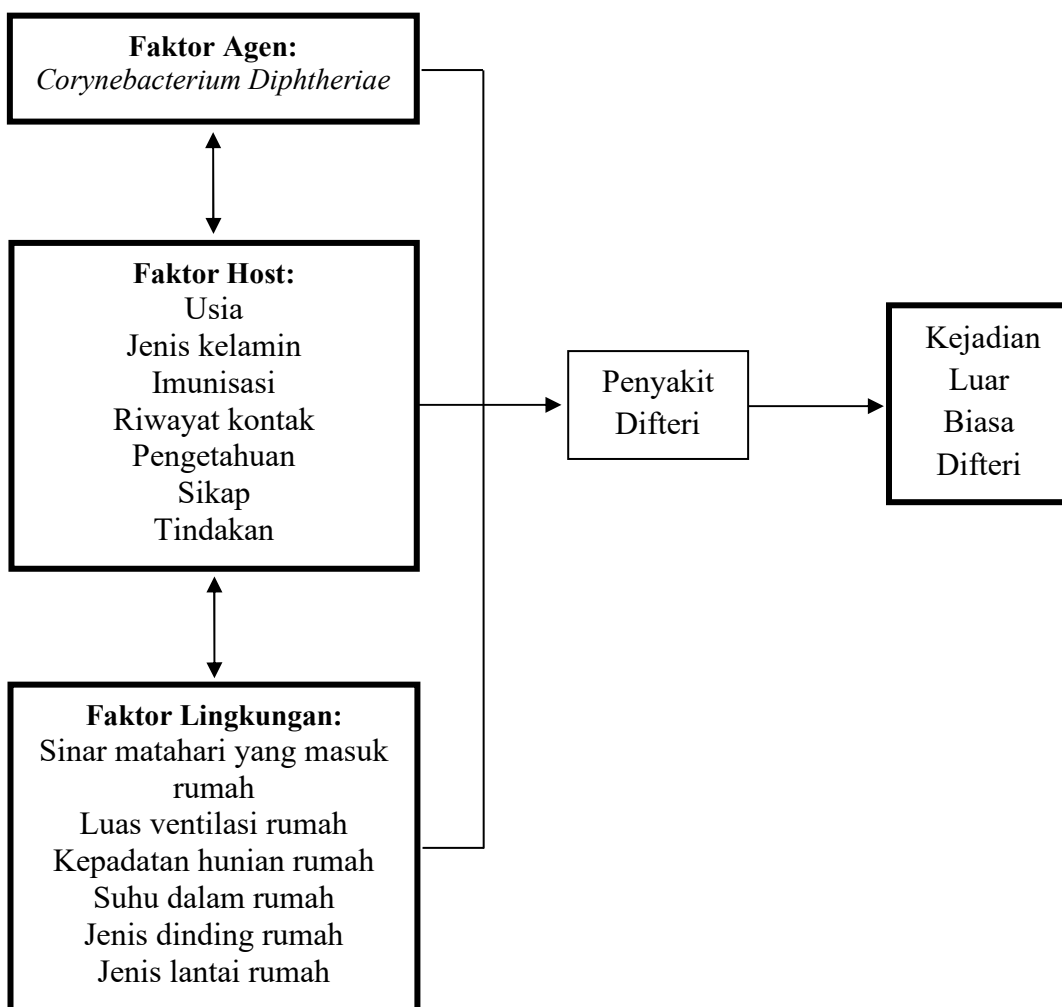 Faktor Agen:
Corynebacterium Diphtheriae
Faktor Host:
Usia
Jenis kelamin
Imunisasi
Riwayat kontak
Pengetahuan
Sikap
Tindakan
Faktor Lingkungan:
Sinar matahari yang masuk
rumah
Luas ventilasi rumah
Kepadatan hunian rumah
Suhu dalam rumah
Jenis dinding rumah
Jenis lantai rumah
Penyakit
Difteri
Kejadian
Luar
Biasa
Difteri